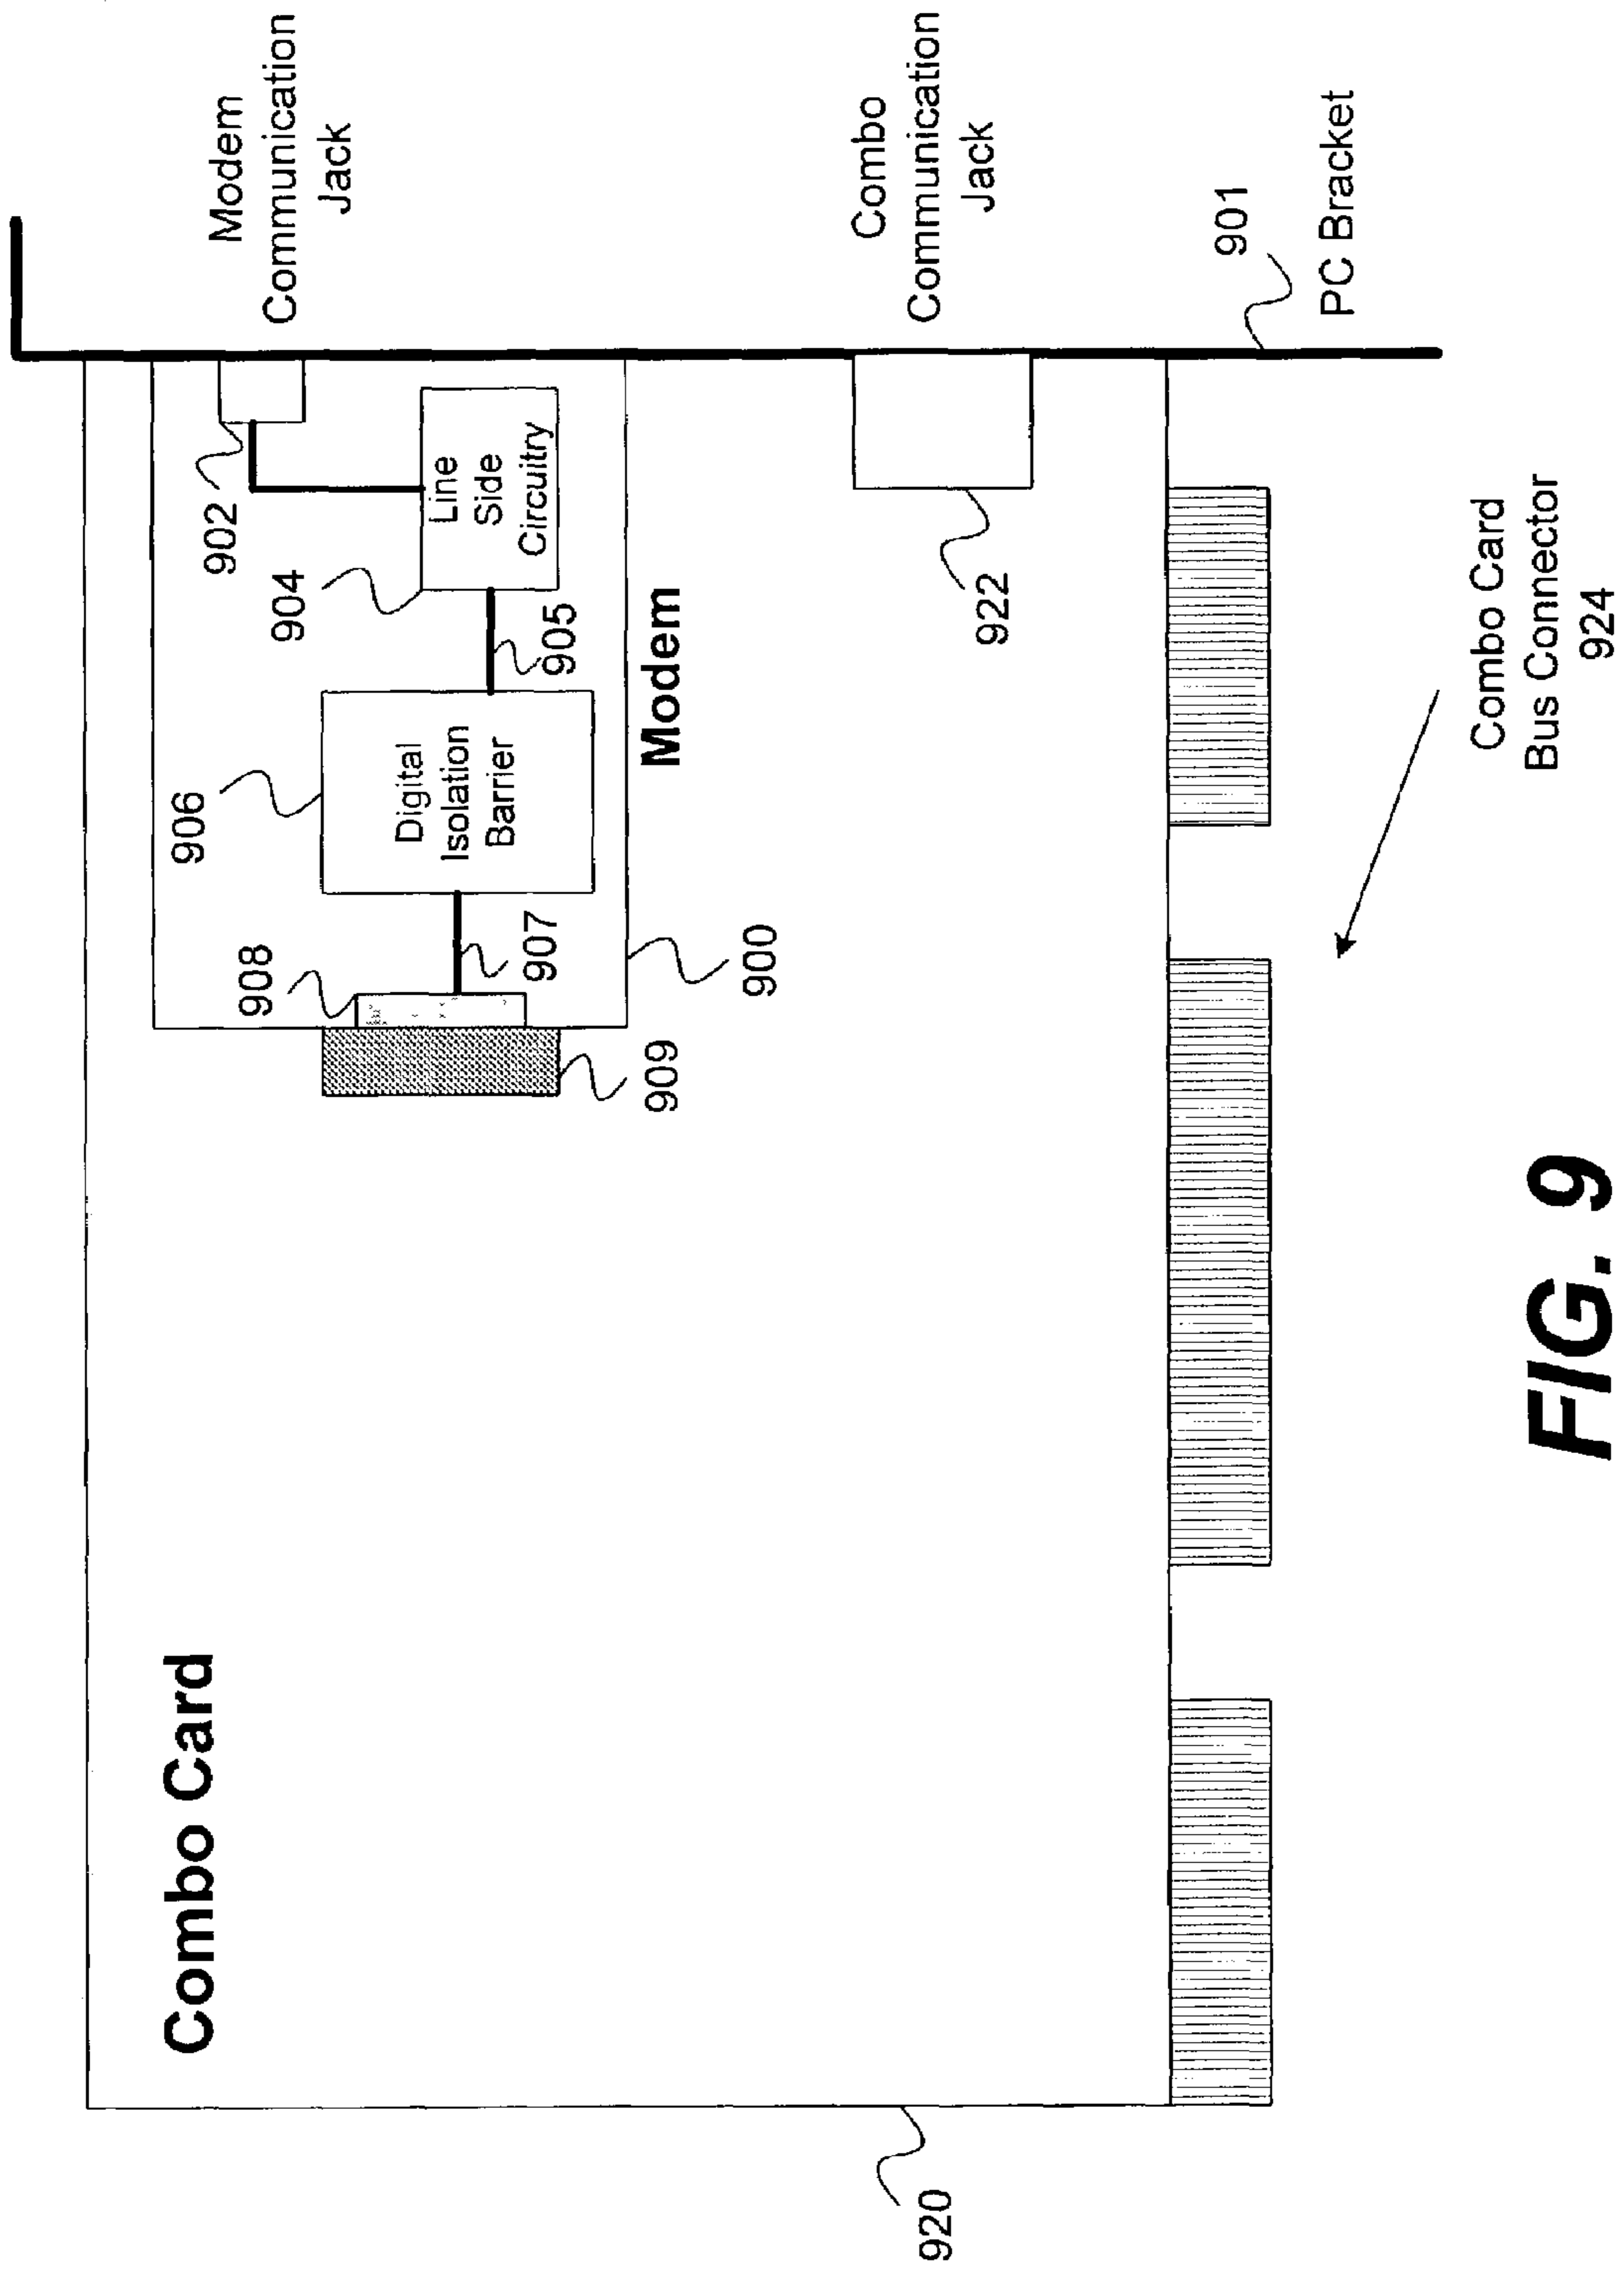 Combo Card
920
908
909
907
900
906
Digital
Isolation
Barrier
Modem
905
904
902
Line
Side
Circuitry
922
Modem
Communication
Jack
Combo
Communication
Jack
901
PC Bracket
Combo Card
Bus Connector
924
FIG. 9